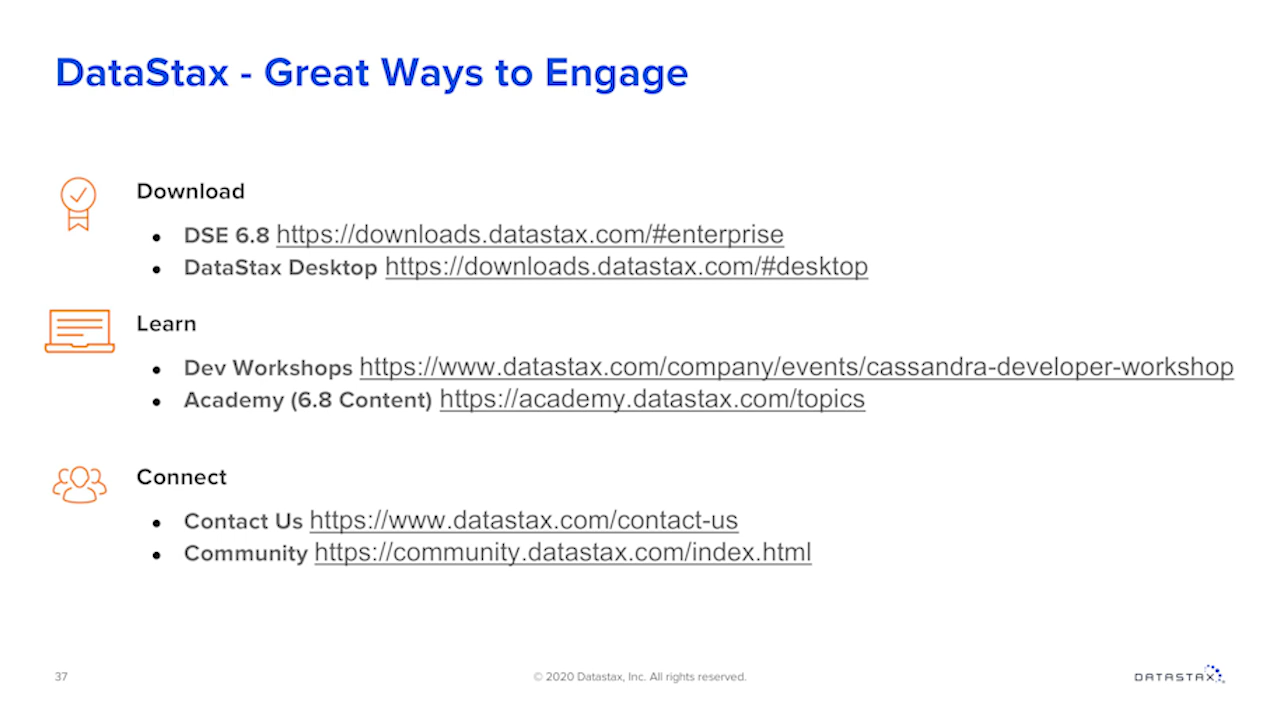 DataStax - Great Ways to Engage
Download
● DSE 6.8 https://downloads.datastax.com/#enterprise
● DataStax Desktop https://downloads.datastax.com/#desktop
Learn
● Dev Workshops https://www.datastax.com/company/events/cassandra-developer-workshop
● Academy (6.8 Content) https://academy.datastax.com/topics
Connect
● Contact Us https://www.datastax.com/contact-us
● Community https://community.datastax.com/index.html
37
© 2020 Datastax, Inc. All rights reserved.
DATASTAX